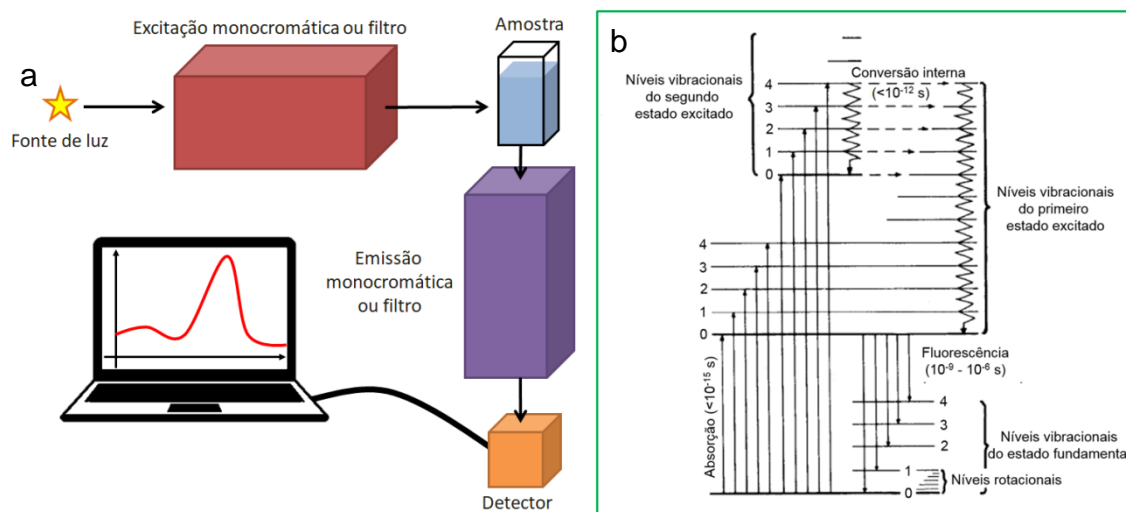 a
Excitação monocromática ou filtro
Amostra
Fonte de luz
Emissão
monocromática
ou filtro
Detector
b
Níveis vibracionais
do segundo
estado excitado
4
3
2
1
0
Conversão interna
(<10⁻¹² s)
Níveis vibracionais
do primeiro
estado excitado
4
3
2
1
0
Absorção (<10⁻¹⁵ s)
Fluorescência
(10⁻⁹ - 10⁻⁶ s)
4
3
2
1
0
Níveis vibracionais
do estado fundamenta
Níveis rotacionais